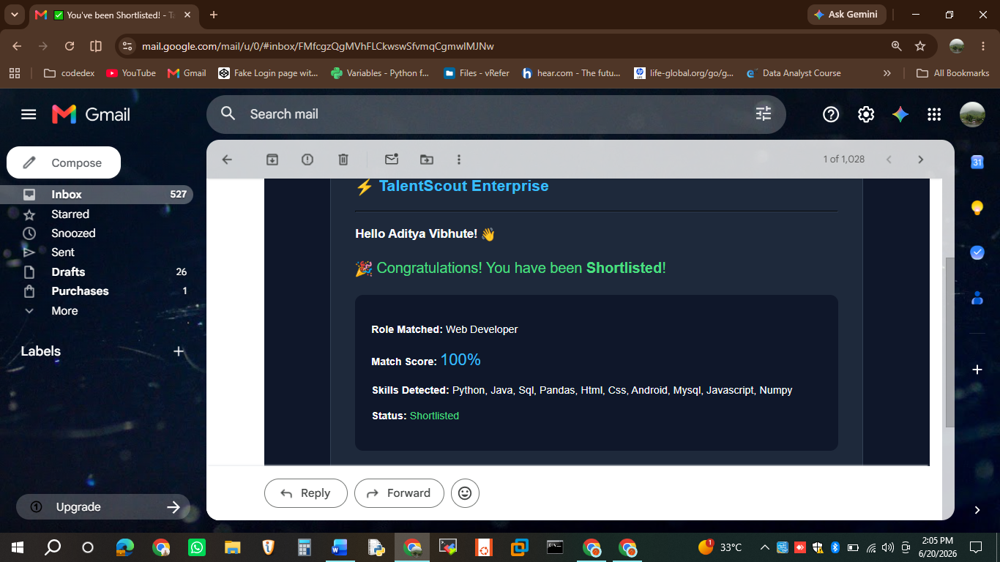 You've been Shortlisted! - Ta
Ask Gemini
mail.google.com/mail/u/0/#inbox/FMfcgzQgMVhFLCkwswSfvmqCgmwIMJNw
codedex
YouTube
Gmail
Fake Login page wit...
Variables - Python f...
Files - vRefer
hear.com - The futu...
life-global.org/go/g...
Data Analyst Course
All Bookmarks
Gmail
Search mail
Compose
1 of 1,028
Inbox 527
Starred
Snoozed
Sent
Drafts 26
Purchases 1
More
Labels
Upgrade
⚡ TalentScout Enterprise
Hello Aditya Vibhute! 👋
🎉 Congratulations! You have been Shortlisted!
Role Matched: Web Developer
Match Score: 100%
Skills Detected: Python, Java, Sql, Pandas, Html, Css, Android, Mysql, Javascript, Numpy
Status: Shortlisted
Reply
Forward
31
1
33°C
2:05 PM
6/20/2026